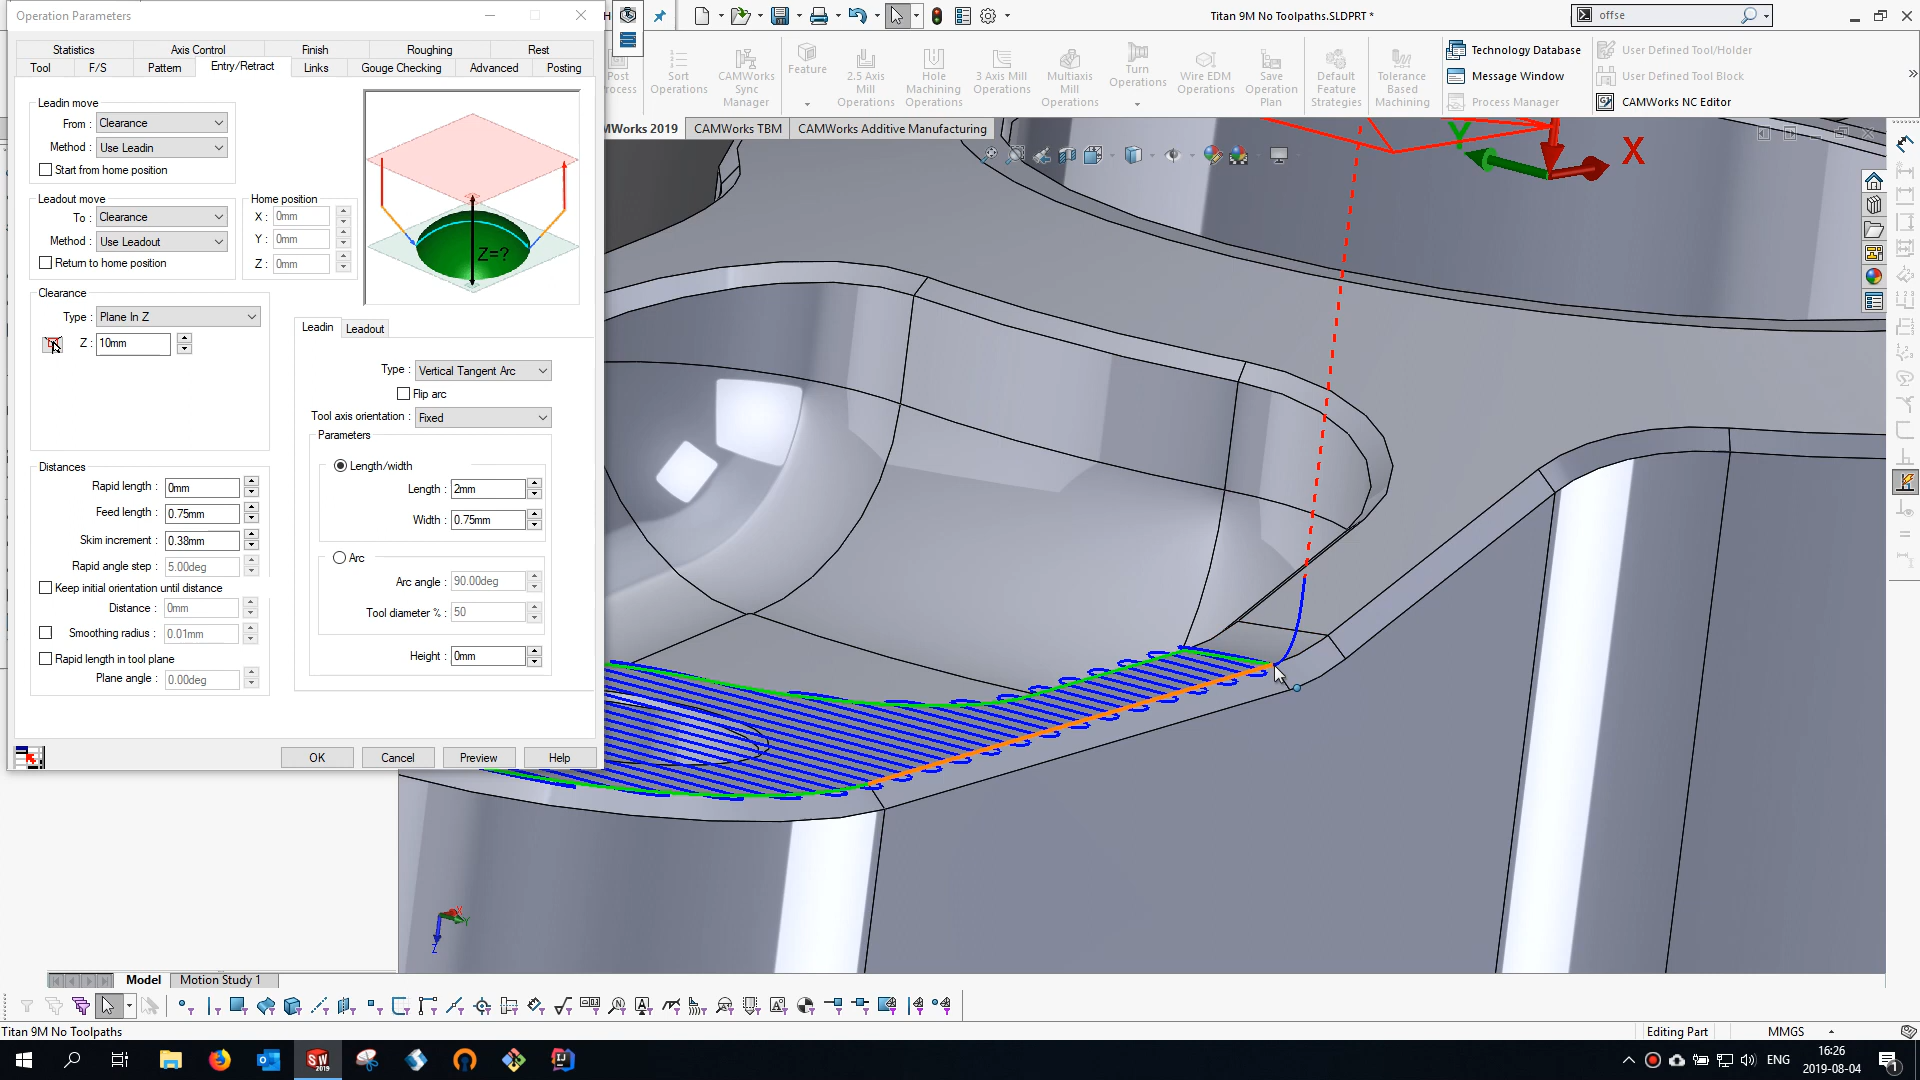 Operation Parameters
Statistics
Axis Control
Finish
Roughing
Rest
Tool
F/S
Pattern
Entry/Retract
Links
Gouge Checking
Advanced
Posting
Leadin move
From : Clearance
Method : Use Leadin
Start from home position
Leadout move
To : Clearance
Method : Use Leadout
Return to home position
Home position
X : 0mm
Y : 0mm
Z : 0mm
Z=?
Clearance
Type : Plane In Z
Z : 10mm
Distances
Rapid length : 0mm
Feed length : 0.75mm
Skim increment : 0.38mm
Rapid angle step : 5.00deg
Keep initial orientation until distance
Distance : 0mm
Smoothing radius : 0.01mm
Rapid length in tool plane
Plane angle : 0.00deg
Leadin
Leadout
Type : Vertical Tangent Arc
Flip arc
Tool axis orientation : Fixed
Parameters
Length/width
Length : 2mm
Width : 0.75mm
Arc
Arc angle : 90.00deg
Tool diameter % : 50
Height : 0mm
OK
Cancel
Preview
Help
Titan 9M No Toolpaths.SLDPRT *
offse
Post
Process
Sort
Operations
CAMWorks
Sync
Manager
Feature
2.5 Axis
Mill
Operations
Hole
Machining
Operations
3 Axis Mill
Operations
Multiaxis
Mill
Operations
Turn
Operations
Wire EDM
Operations
Save
Operation
Plan
Default
Feature
Strategies
Tolerance
Based
Machining
Technology Database
Message Window
Process Manager
User Defined Tool/Holder
User Defined Tool Block
CAMWorks NC Editor
MWorks 2019
CAMWorks TBM
CAMWorks Additive Manufacturing
Y
X
X
Y
Z
Model
Motion Study 1
Titan 9M No Toolpaths
Editing Part
MMGS
SW
2019
IJ
ENG
16:26
2019-08-04
1